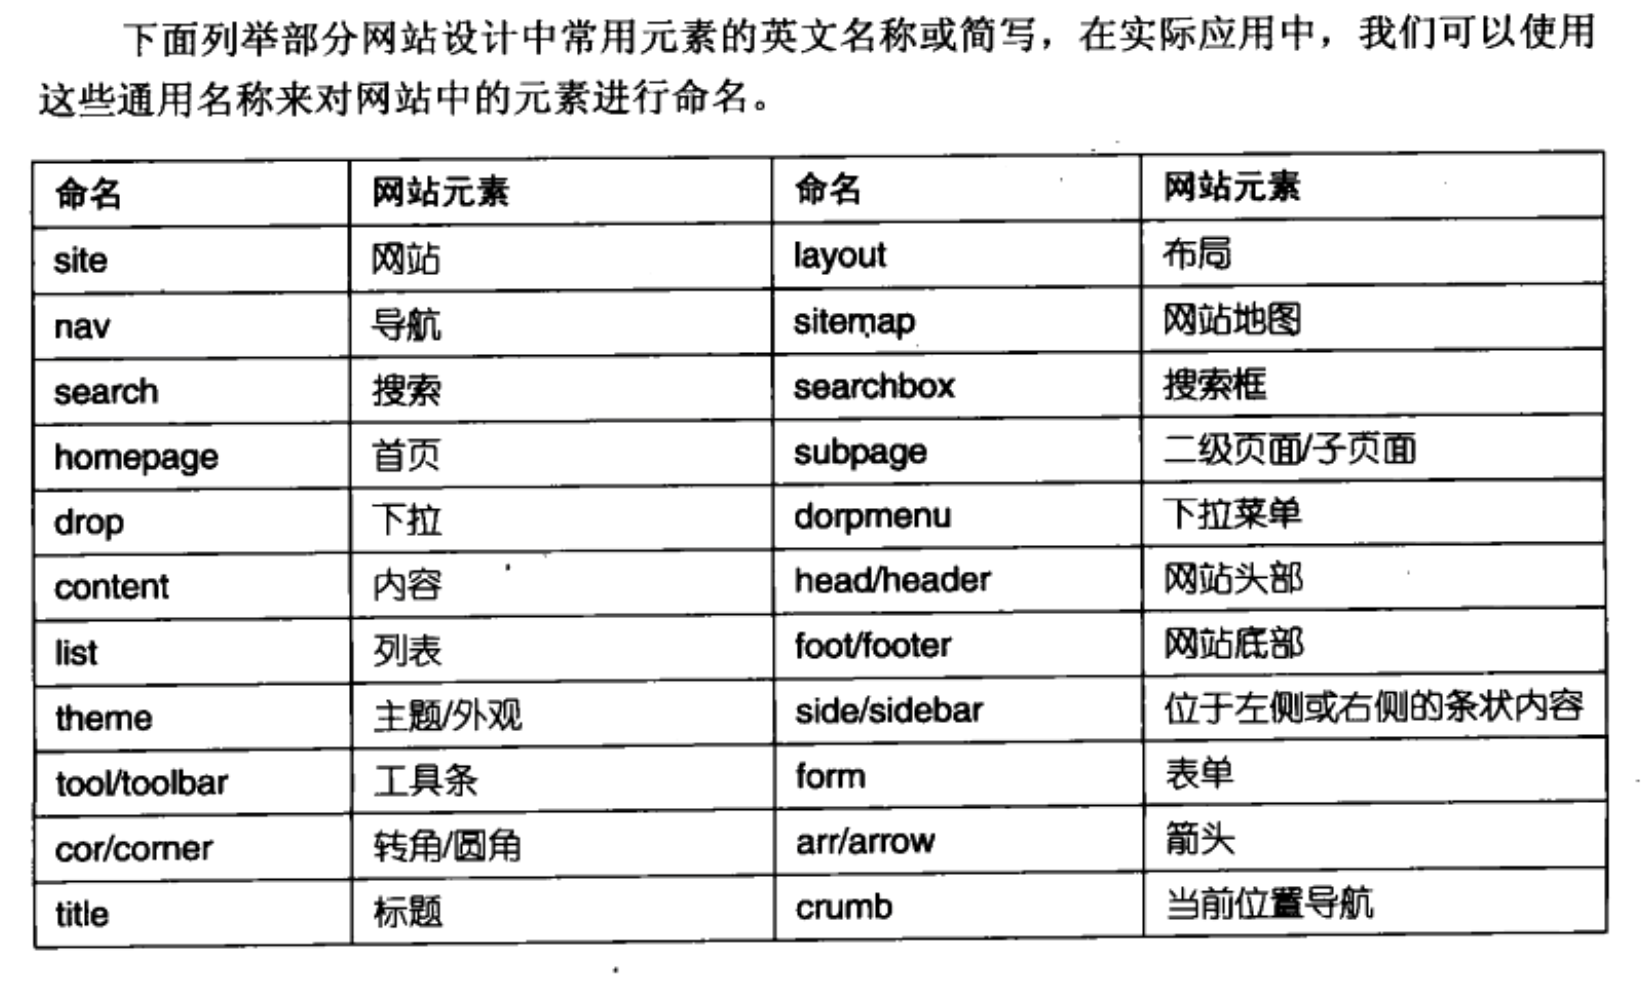 下面列举部分网站设计中常用元素的英文名称或简写，在实际应用中，我们可以使用
这些通用名称来对网站中的元素进行命名。
命名 网站元素 命名 网站元素
site 网站 layout 布局
nav 导航 sitemap 网站地图
search 搜索 searchbox 搜索框
homepage 首页 subpage 二级页面/子页面
drop 下拉 dorpmenu 下拉菜单
content 内容 head/header 网站头部
list 列表 foot/footer 网站底部
theme 主题/外观 side/sidebar 位于左侧或右侧的条状内容
tool/toolbar 工具条 form 表单
cor/corner 转角/圆角 arr/arrow 箭头
title 标题 crumb 当前位置导航